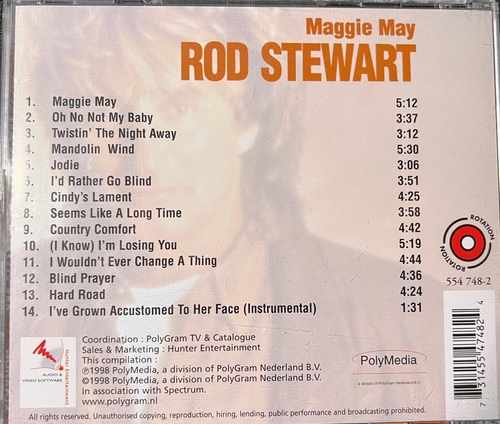 Maggie May
ROD STEWART
1. Maggie May 5:12
2. Oh No Not My Baby 3:37
3. Twistin' The Night Away 3:12
4. Mandolin Wind 5:30
5. Jodie 3:06
6. I'd Rather Go Blind 3:51
7. Cindy's Lament 4:25
8. Seems Like A Long Time 3:58
9. Country Comfort 4:42
10. (I Know) I'm Losing You 5:19
11. I Wouldn't Ever Change A Thing 4:44
12. Blind Prayer 4:36
13. Hard Road 4:24
14. I've Grown Accustomed To Her Face (Instrumental) 1:31
ROTATION
ROTATION
554 748-2
Coordination : PolyGram TV & Catalogue
Sales & Marketing : Hunter Entertainment
This compilation :
℗1998 PolyMedia, a division of PolyGram Nederland B.V.
©1998 PolyMedia, a division of PolyGram Nederland B.V.
in association with Spectrum.
www.polygram.nl
AUDIO &
VIDEO SOFTWARE
PolyMedia
a division of PolyGram Nederland B.V.
7 31455 47482 4
All rights reserved. Unauthorised copying, reproduction, hiring, lending, public performance and broadcasting prohibited.